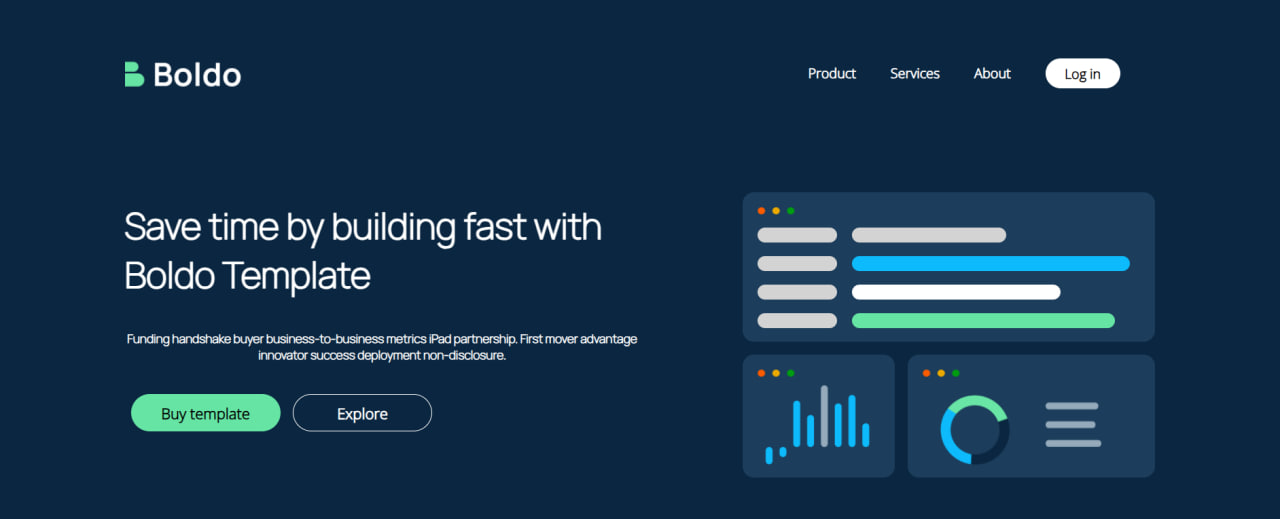 Boldo
Product
Services
About
Log in
Save time by building fast with
Boldo Template
Funding handshake buyer business-to-business metrics iPad partnership. First mover advantage
innovator success deployment non-disclosure.
Buy template
Explore